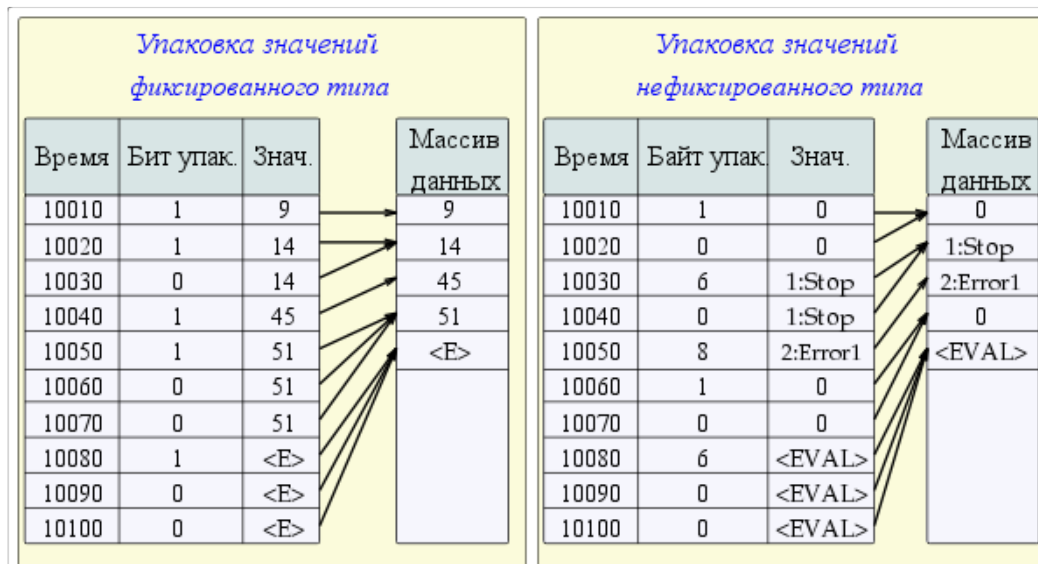 Упаковка значений
фиксированного типа
Время Бит упак. Знач. Массив данных
10010 1 9 9
10020 1 14 14
10030 0 14 45
10040 1 45 51
10050 1 51 <E>
10060 0 51
10070 0 51
10080 1 <E>
10090 0 <E>
10100 0 <E>
Упаковка значений
нефиксированного типа
Время Байт упак. Знач. Массив данных
10010 1 0 0
10020 0 0 1:Stop
10030 6 1:Stop 2:Error1
10040 0 1:Stop 0
10050 8 2:Error1 <EVAL>
10060 1 0
10070 0 0
10080 6 <EVAL>
10090 0 <EVAL>
10100 0 <EVAL>